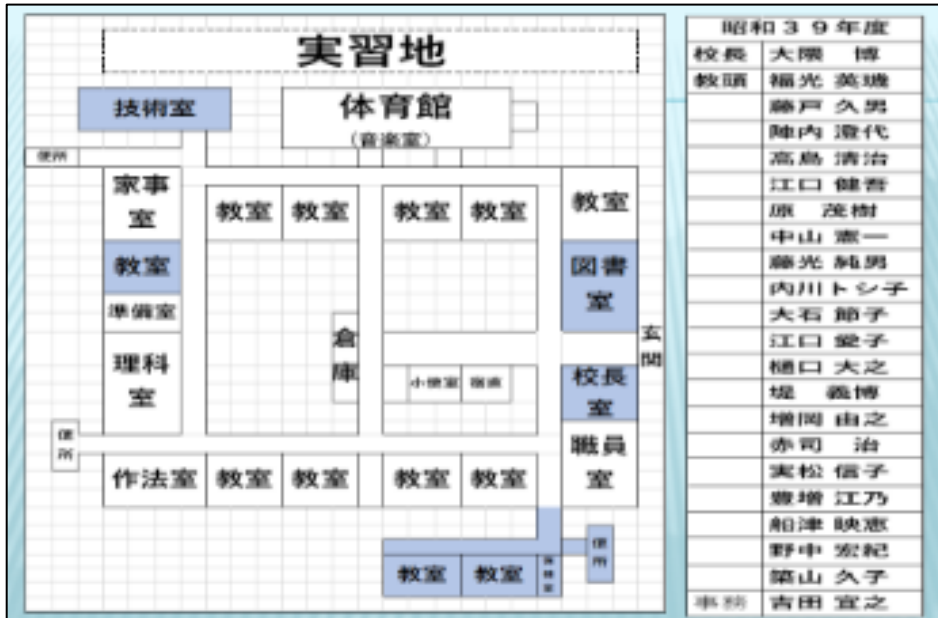 実習地
技術室
体育館
(音楽室)
便所
家事室
教室
教室
教室
教室
教室
教室
図書室
準備室
倉庫
玄関
理科室
宿直
校長室
便所
職員室
作法室
教室
教室
教室
教室
便所
教室
教室
昭和39年度
校長 大隈 博
教頭 福光 英璣
藤戸 久男
陣内 澄代
高島 清治
江口 健吾
原 茂樹
中山 憲一
藤光 純男
内川トシ子
大石 節子
江口 愛子
樋口 大之
堤 義博
増岡 由之
赤司 治
実松 信子
豊増 江乃
船津 映恵
野中 宏紀
築山 久子
事務 吉田 宜之